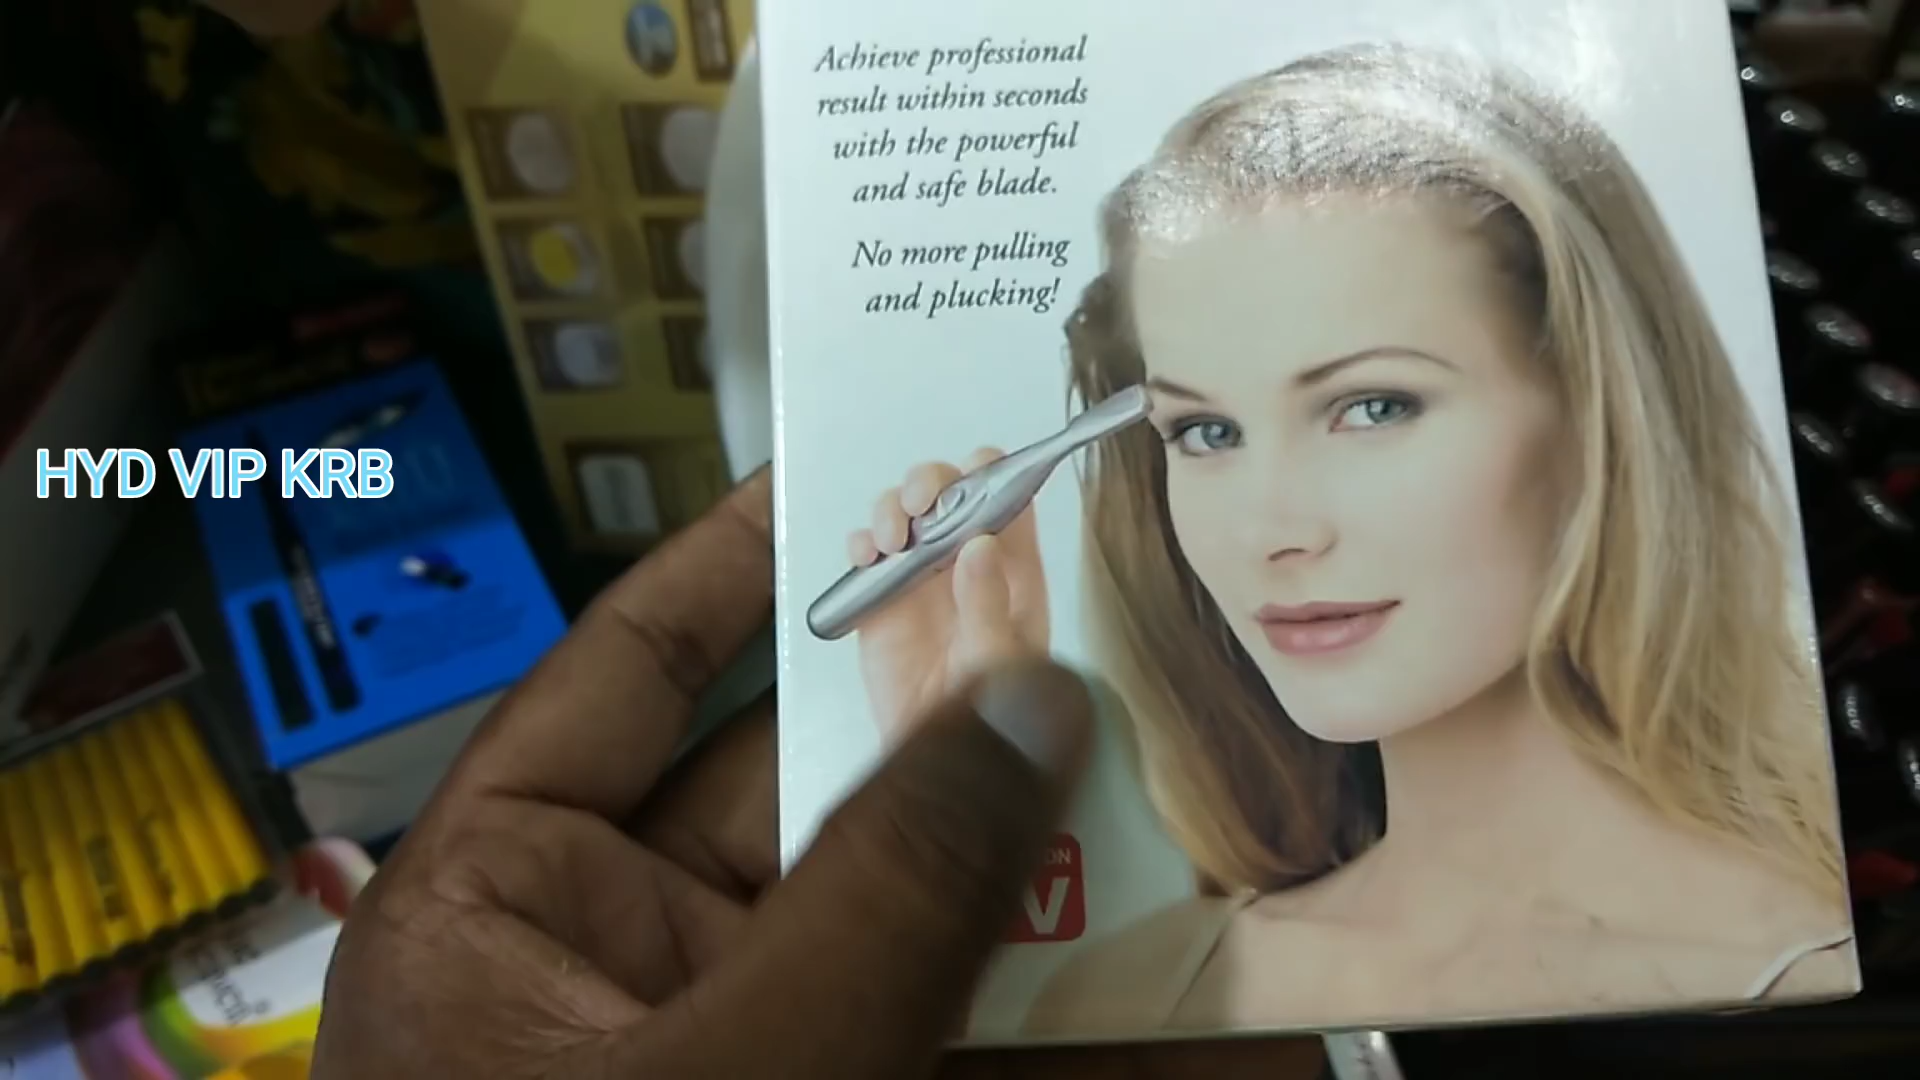 Achieve professional
result within seconds
with the powerful
and safe blade.
No more pulling
and plucking!
HYD VIP KRB
V